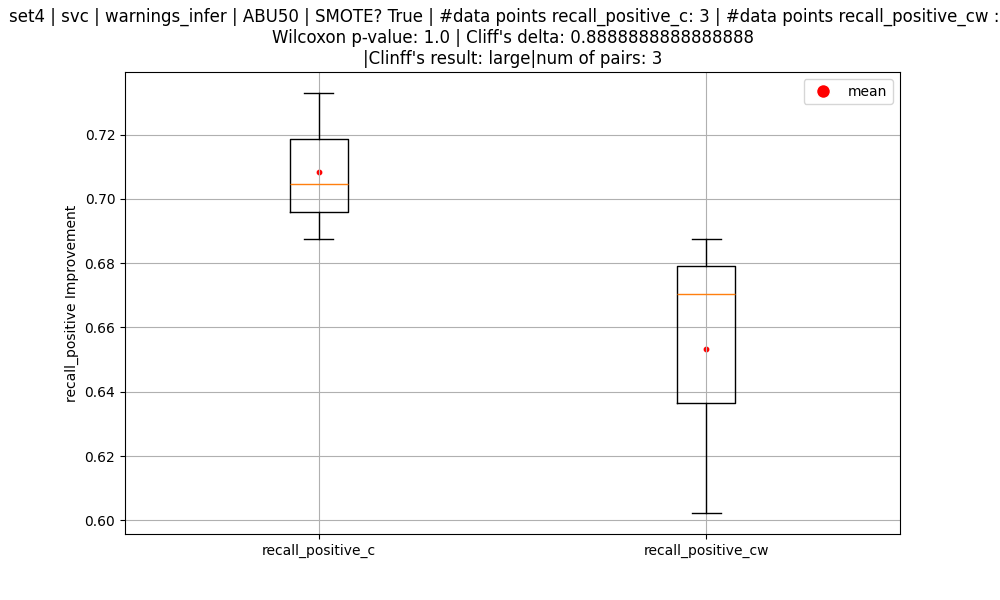 set4 | svc | warnings_infer | ABU50 | SMOTE? True | #data points recall_positive_c: 3 | #data points recall_positive_cw :
Wilcoxon p-value: 1.0 | Cliff's delta: 0.8888888888888888
|Clinff's result: large|num of pairs: 3
mean
0.72
0.70
0.68
0.66
0.64
0.62
0.60
recall_positive Improvement
recall_positive_c
recall_positive_cw